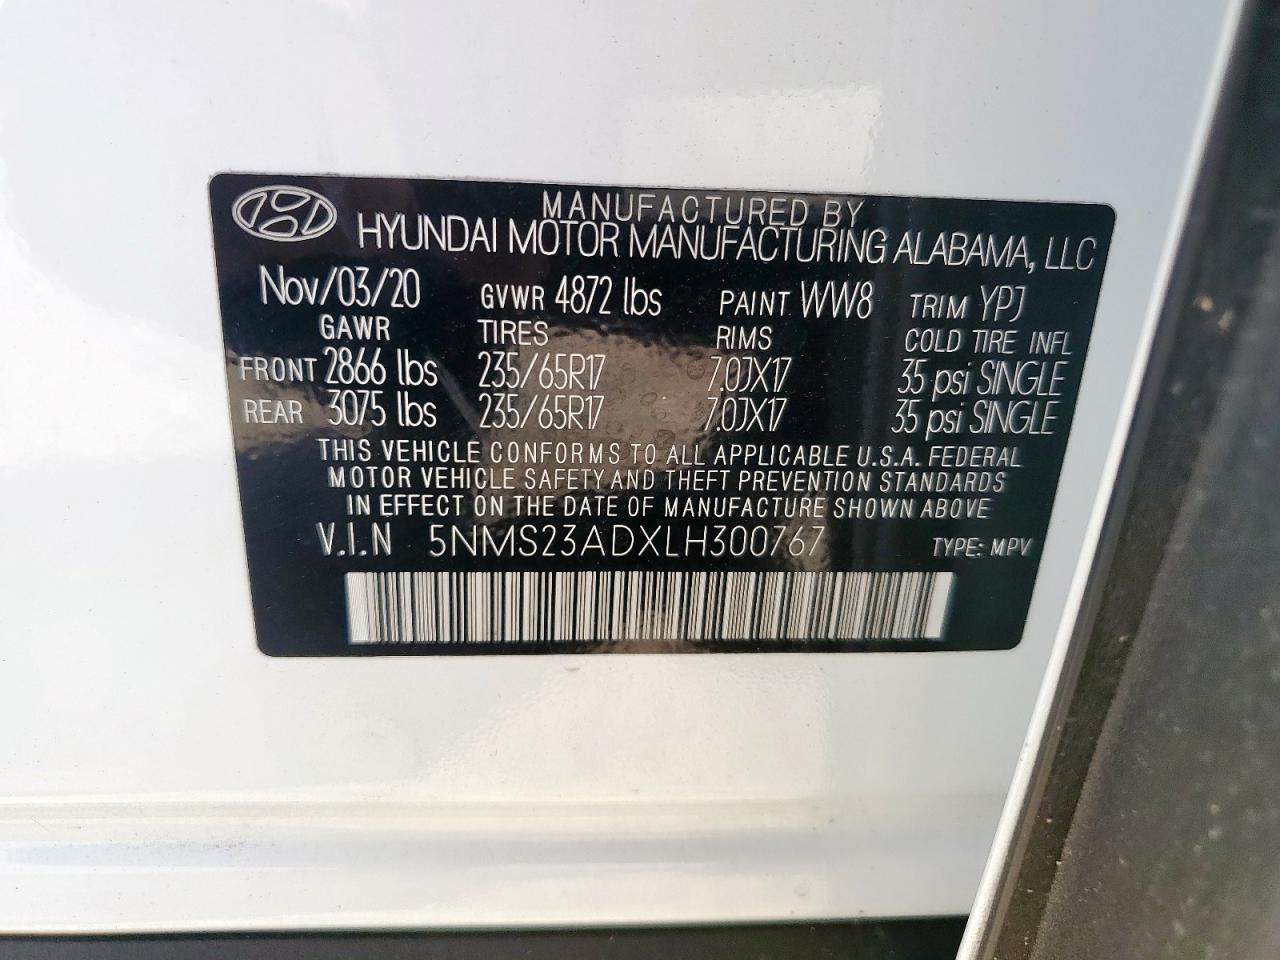 MANUFACTURED BY
HYUNDAI MOTOR MANUFACTURING ALABAMA, LLC
Nov/03/20 GVWR 4872 lbs PAINT WW8 TRIM YPJ
GAWR TIRES RIMS COLD TIRE INFL
FRONT 2866 lbs 235/65R17 7.0JX17 35 psi SINGLE
REAR 3075 lbs 235/65R17 7.0JX17 35 psi SINGLE
THIS VEHICLE CONFORMS TO ALL APPLICABLE U.S.A. FEDERAL
MOTOR VEHICLE SAFETY AND THEFT PREVENTION STANDARDS
IN EFFECT ON THE DATE OF MANUFACTURE SHOWN ABOVE
V.I.N 5NMS23ADXLH300767 TYPE: MPV